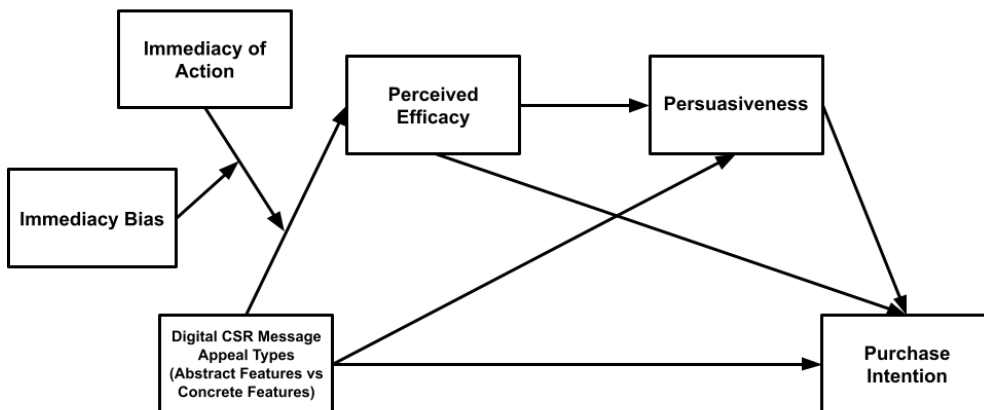 Immediacy of
Action
Perceived
Efficacy
Persuasiveness
Immediacy Bias
Digital CSR Message
Appeal Types
(Abstract Features vs
Concrete Features)
Purchase
Intention